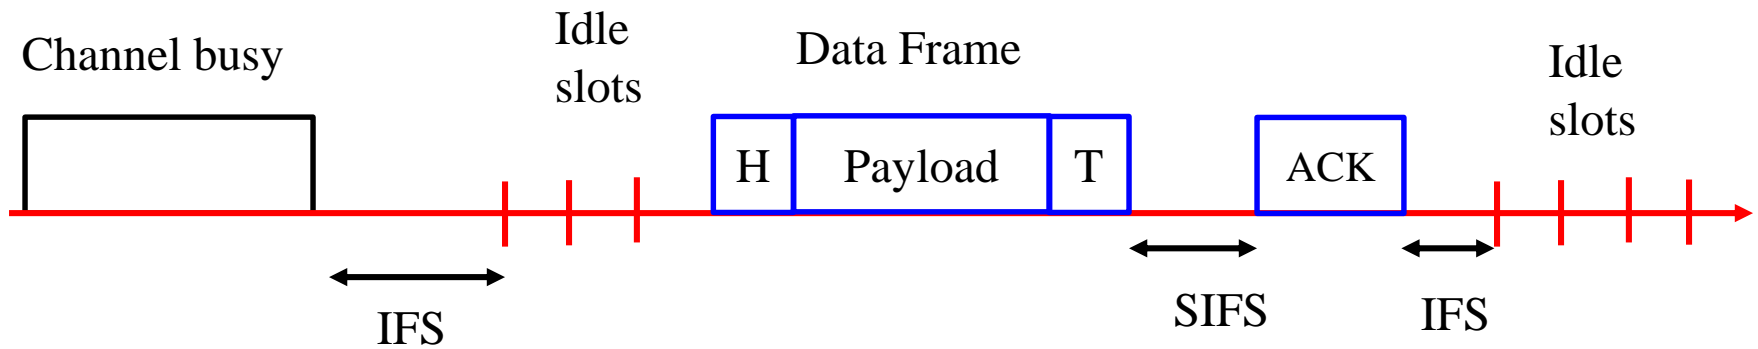 Channel busy
Idle
slots
Data Frame
Idle
slots
H
Payload
T
ACK
IFS
SIFS
IFS